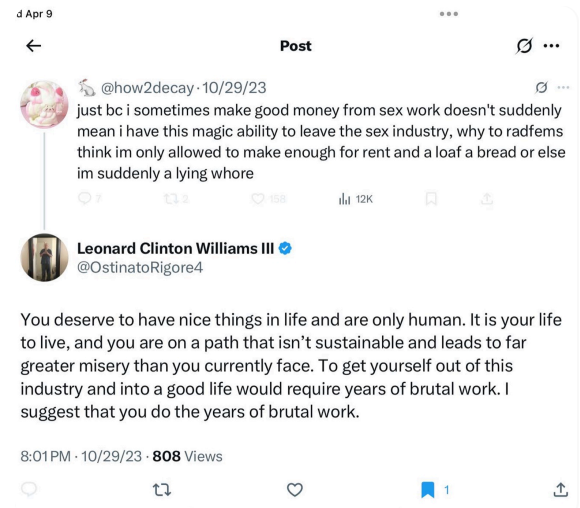 d Apr 9
Post
@how2decay · 10/29/23
just bc i sometimes make good money from sex work doesn't suddenly
mean i have this magic ability to leave the sex industry, why to radfems
think im only allowed to make enough for rent and a loaf a bread or else
im suddenly a lying whore
7 2 158 12K
Leonard Clinton Williams III
@OstinatoRigore4
You deserve to have nice things in life and are only human. It is your life
to live, and you are on a path that isn't sustainable and leads to far
greater misery than you currently face. To get yourself out of this
industry and into a good life would require years of brutal work. I
suggest that you do the years of brutal work.
8:01 PM · 10/29/23 · 808 Views
1